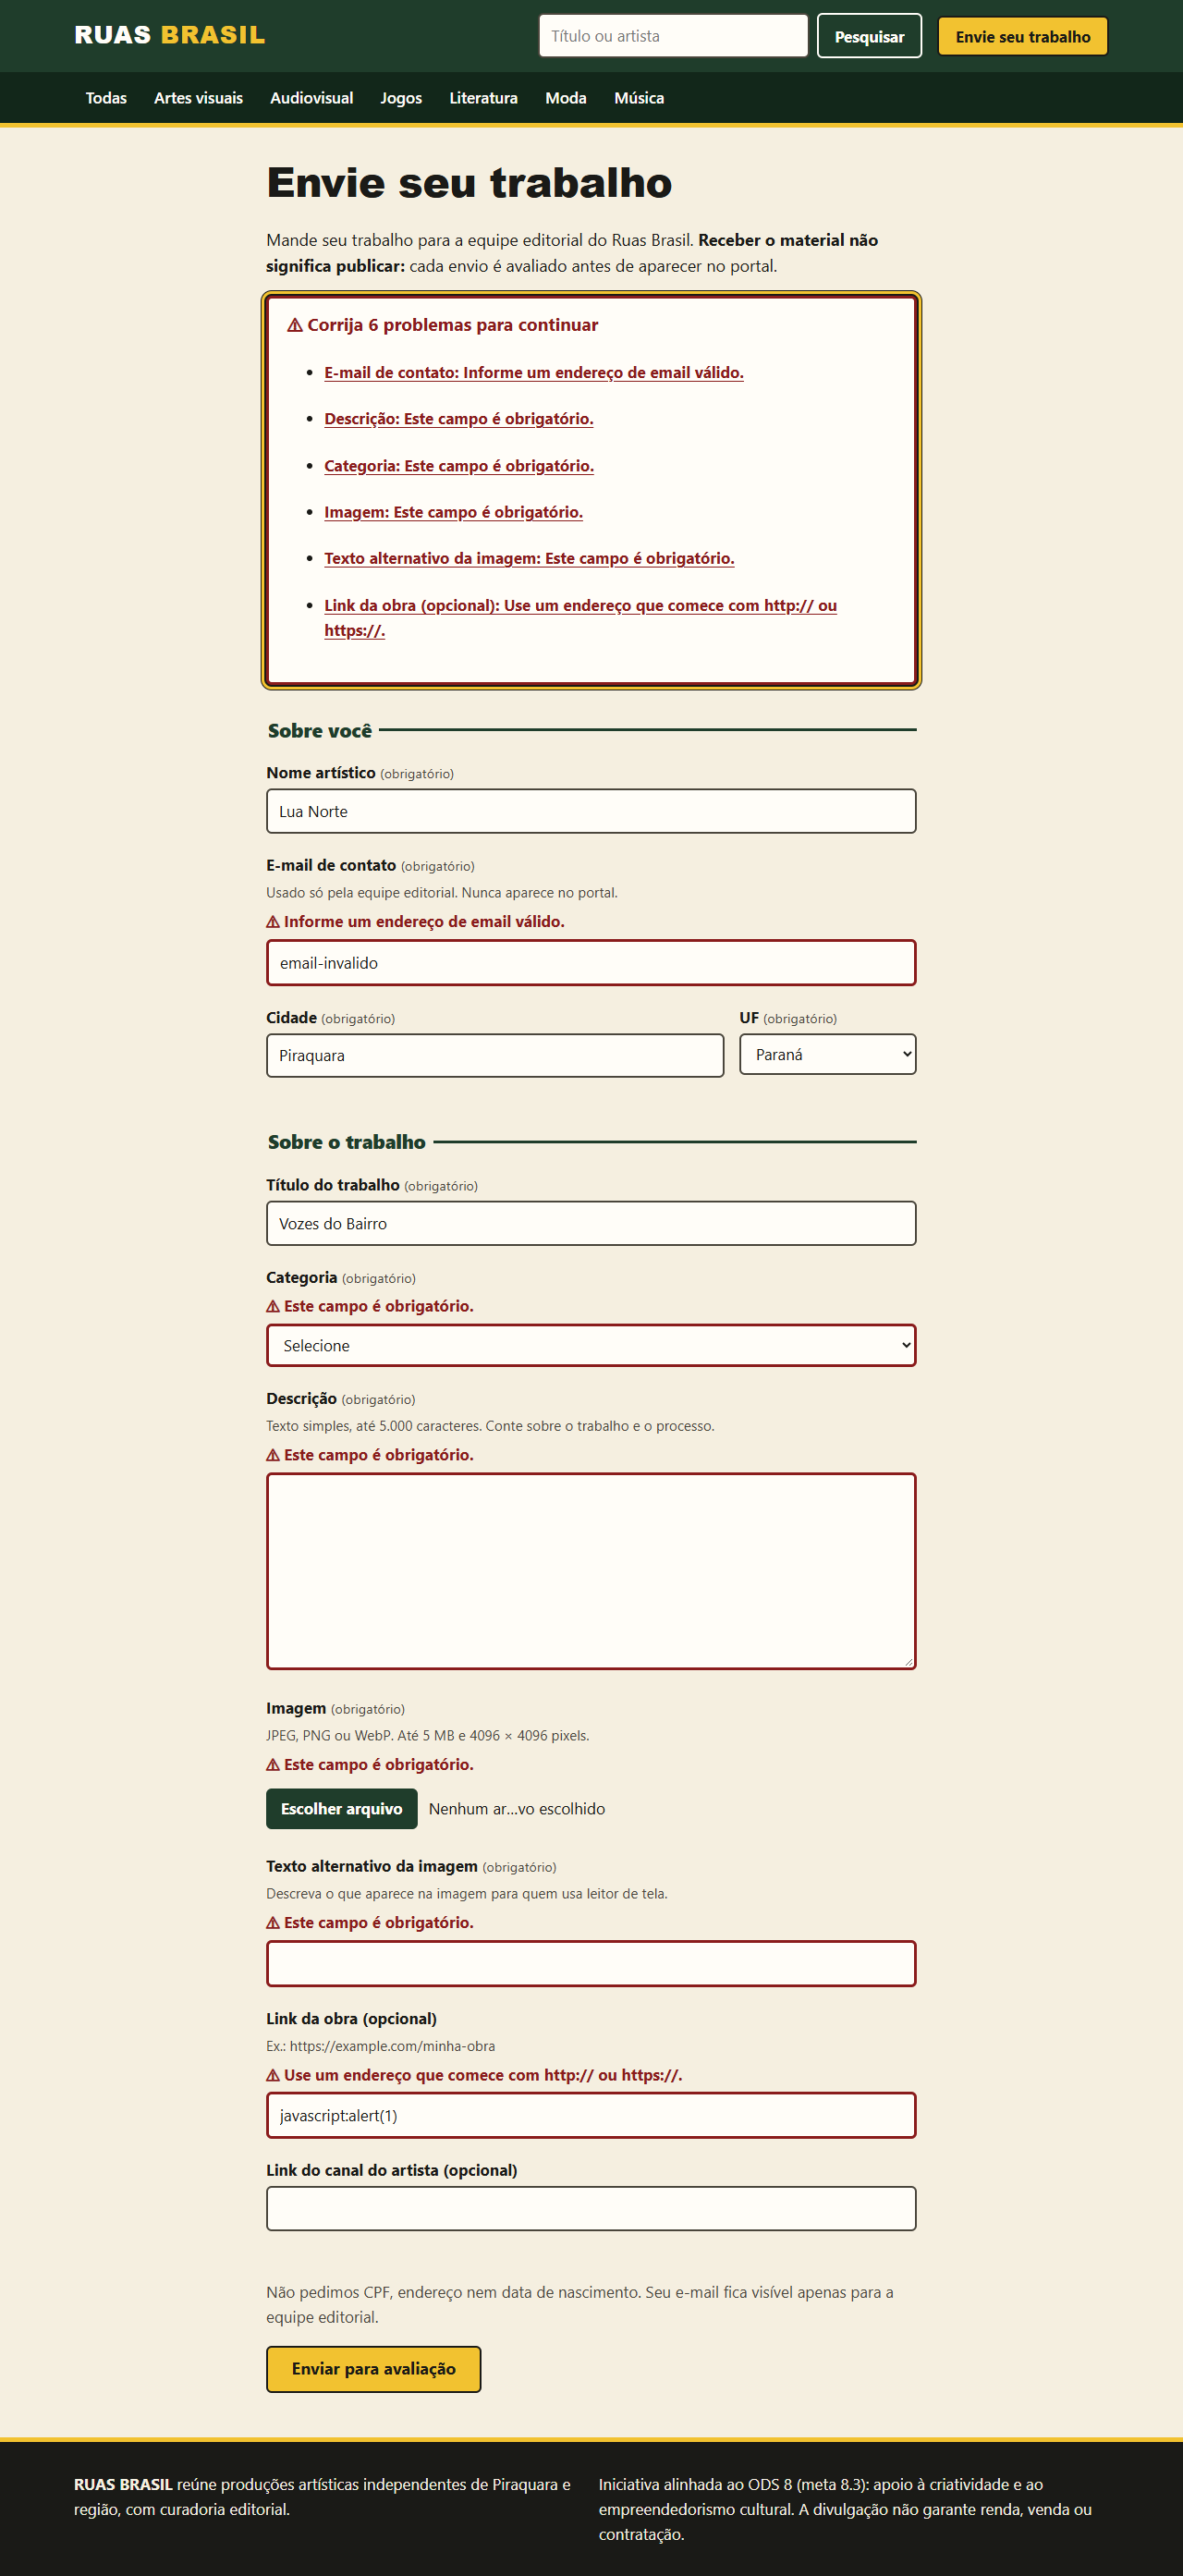 RUAS BRASIL
Título ou artista
Pesquisar
Envie seu trabalho
Todas
Artes visuais
Audiovisual
Jogos
Literatura
Moda
Música
Envie seu trabalho
Mande seu trabalho para a equipe editorial do Ruas Brasil. Receber o material não
significa publicar: cada envio é avaliado antes de aparecer no portal.
⚠ Corrija 6 problemas para continuar
• E-mail de contato: Informe um endereço de email válido.
• Descrição: Este campo é obrigatório.
• Categoria: Este campo é obrigatório.
• Imagem: Este campo é obrigatório.
• Texto alternativo da imagem: Este campo é obrigatório.
• Link da obra (opcional): Use um endereço que comece com http:// ou
https://.
Sobre você
Nome artístico (obrigatório)
Lua Norte
E-mail de contato (obrigatório)
Usado só pela equipe editorial. Nunca aparece no portal.
⚠ Informe um endereço de email válido.
email-invalido
Cidade (obrigatório)
UF (obrigatório)
Piraquara
Paraná
Sobre o trabalho
Título do trabalho (obrigatório)
Vozes do Bairro
Categoria (obrigatório)
⚠ Este campo é obrigatório.
Selecione
Descrição (obrigatório)
Texto simples, até 5.000 caracteres. Conte sobre o trabalho e o processo.
⚠ Este campo é obrigatório.
Imagem (obrigatório)
JPEG, PNG ou WebP. Até 5 MB e 4096 × 4096 pixels.
⚠ Este campo é obrigatório.
Escolher arquivo
Nenhum ar...vo escolhido
Texto alternativo da imagem (obrigatório)
Descreva o que aparece na imagem para quem usa leitor de tela.
⚠ Este campo é obrigatório.
Link da obra (opcional)
Ex.: https://example.com/minha-obra
⚠ Use um endereço que comece com http:// ou https://.
javascript:alert(1)
Link do canal do artista (opcional)
Não pedimos CPF, endereço nem data de nascimento. Seu e-mail fica visível apenas para a
equipe editorial.
Enviar para avaliação
RUAS BRASIL reúne produções artísticas independentes de Piraquara e
região, com curadoria editorial.
Iniciativa alinhada ao ODS 8 (meta 8.3): apoio à criatividade e ao
empreendedorismo cultural. A divulgação não garante renda, venda ou
contratação.